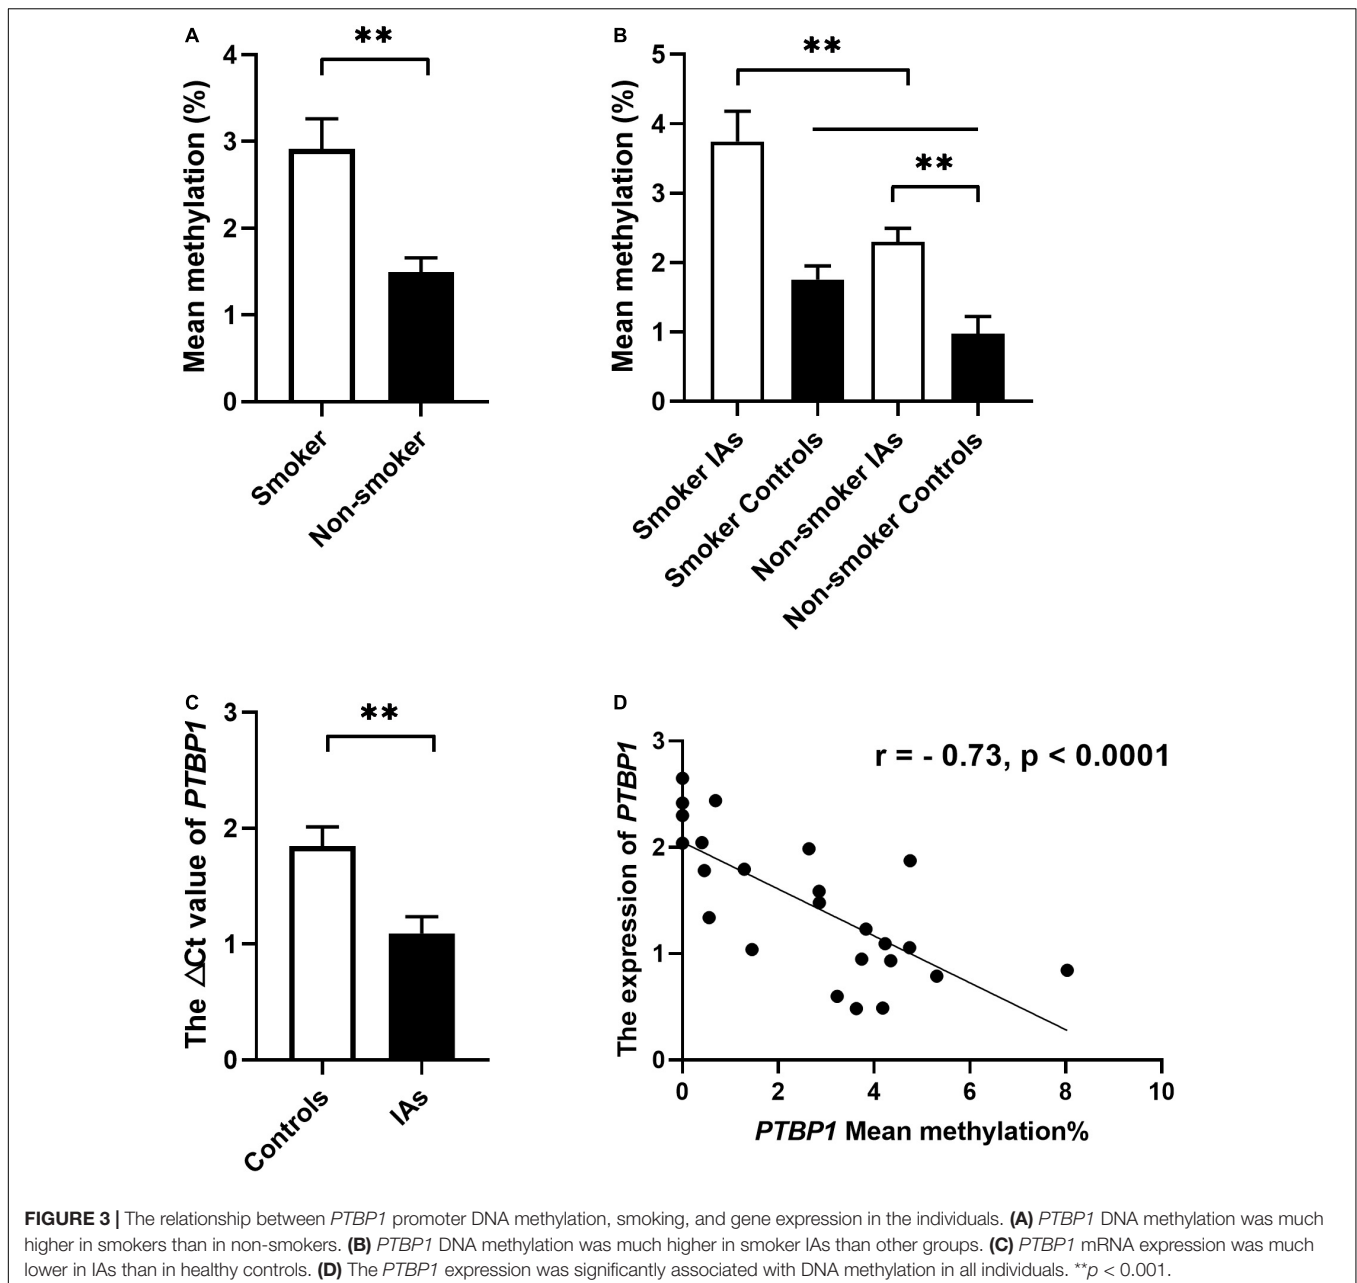 A
**
Mean methylation (%)
4
3
2
1
0
Smoker
Non-smoker
B
**
**
Mean methylation (%)
5
4
3
2
1
0
Smoker IAs
Smoker Controls
Non-smoker IAs
Non-smoker Controls
C
**
The ΔCt value of PTBP1
3
2
1
0
Controls
IAs
D
r = - 0.73, p < 0.0001
The expression of PTBP1
3
2
1
0
0 2 4 6 8 10
PTBP1 Mean methylation%
FIGURE 3 | The relationship between PTBP1 promoter DNA methylation, smoking, and gene expression in the individuals. (A) PTBP1 DNA methylation was much
higher in smokers than in non-smokers. (B) PTBP1 DNA methylation was much higher in smoker IAs than other groups. (C) PTBP1 mRNA expression was much
lower in IAs than in healthy controls. (D) The PTBP1 expression was significantly associated with DNA methylation in all individuals. **p < 0.001.